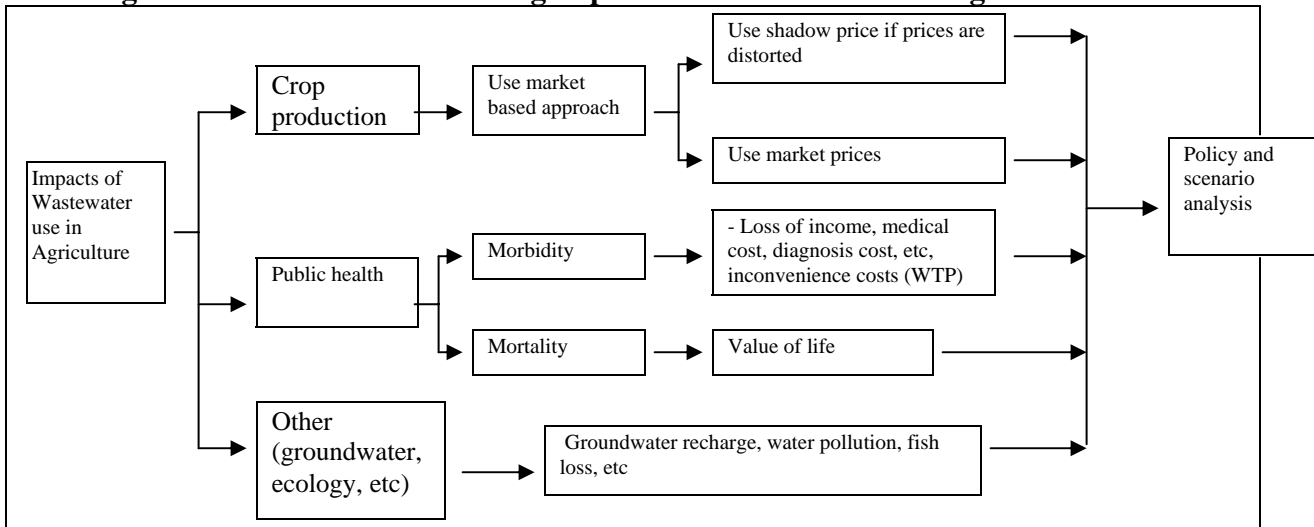 Use shadow price if prices are
distorted
Crop
production
Use market
based approach
Use market prices
Policy and
scenario
analysis
Impacts of
Wastewater
use in
Agriculture
- Loss of income, medical
cost, diagnosis cost, etc,
inconvenience costs (WTP)
Public health
Morbidity
Mortality
Value of life
Other
(groundwater,
ecology, etc)
Groundwater recharge, water pollution, fish
loss, etc